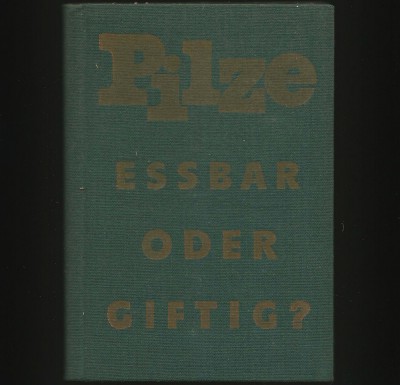 Pilze
ESSBAR
ODER
GIFTIG?